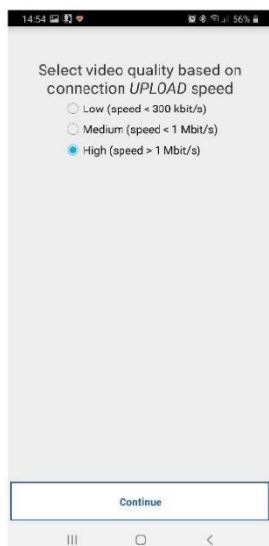 14:54 56%
Select video quality based on
connection UPLOAD speed
Low (speed < 300 kbit/s)
Medium (speed < 1 Mbit/s)
High (speed > 1 Mbit/s)
Continue